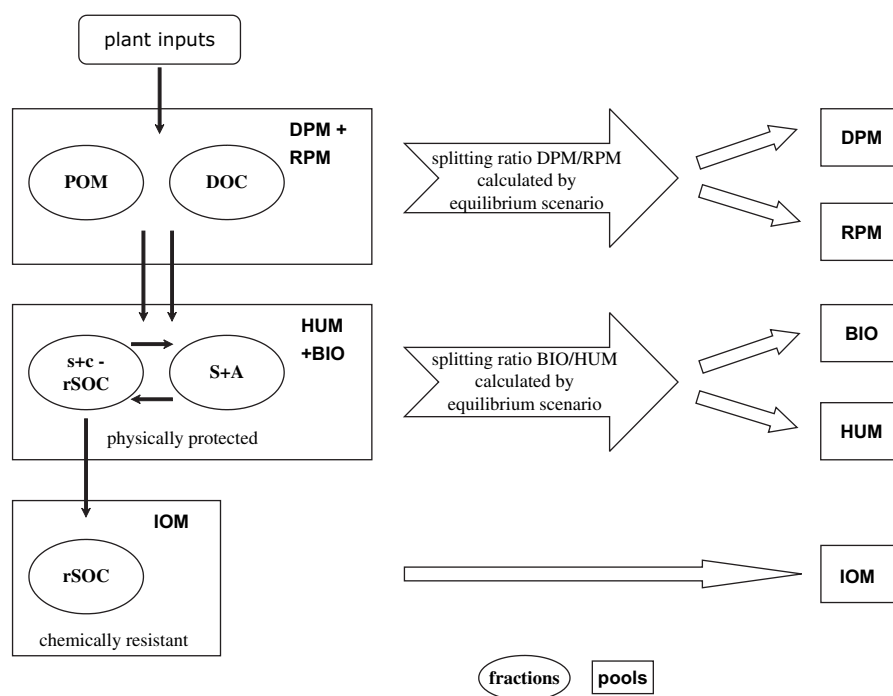 plant inputs
DPM +
RPM
POM
DOC
splitting ratio DPM/RPM
calculated by
equilibrium scenario
DPM
RPM
HUM
+BIO
s+c -
rSOC
S+A
physically protected
splitting ratio BIO/HUM
calculated by
equilibrium scenario
BIO
HUM
IOM
rSOC
chemically resistant
IOM
fractions
pools